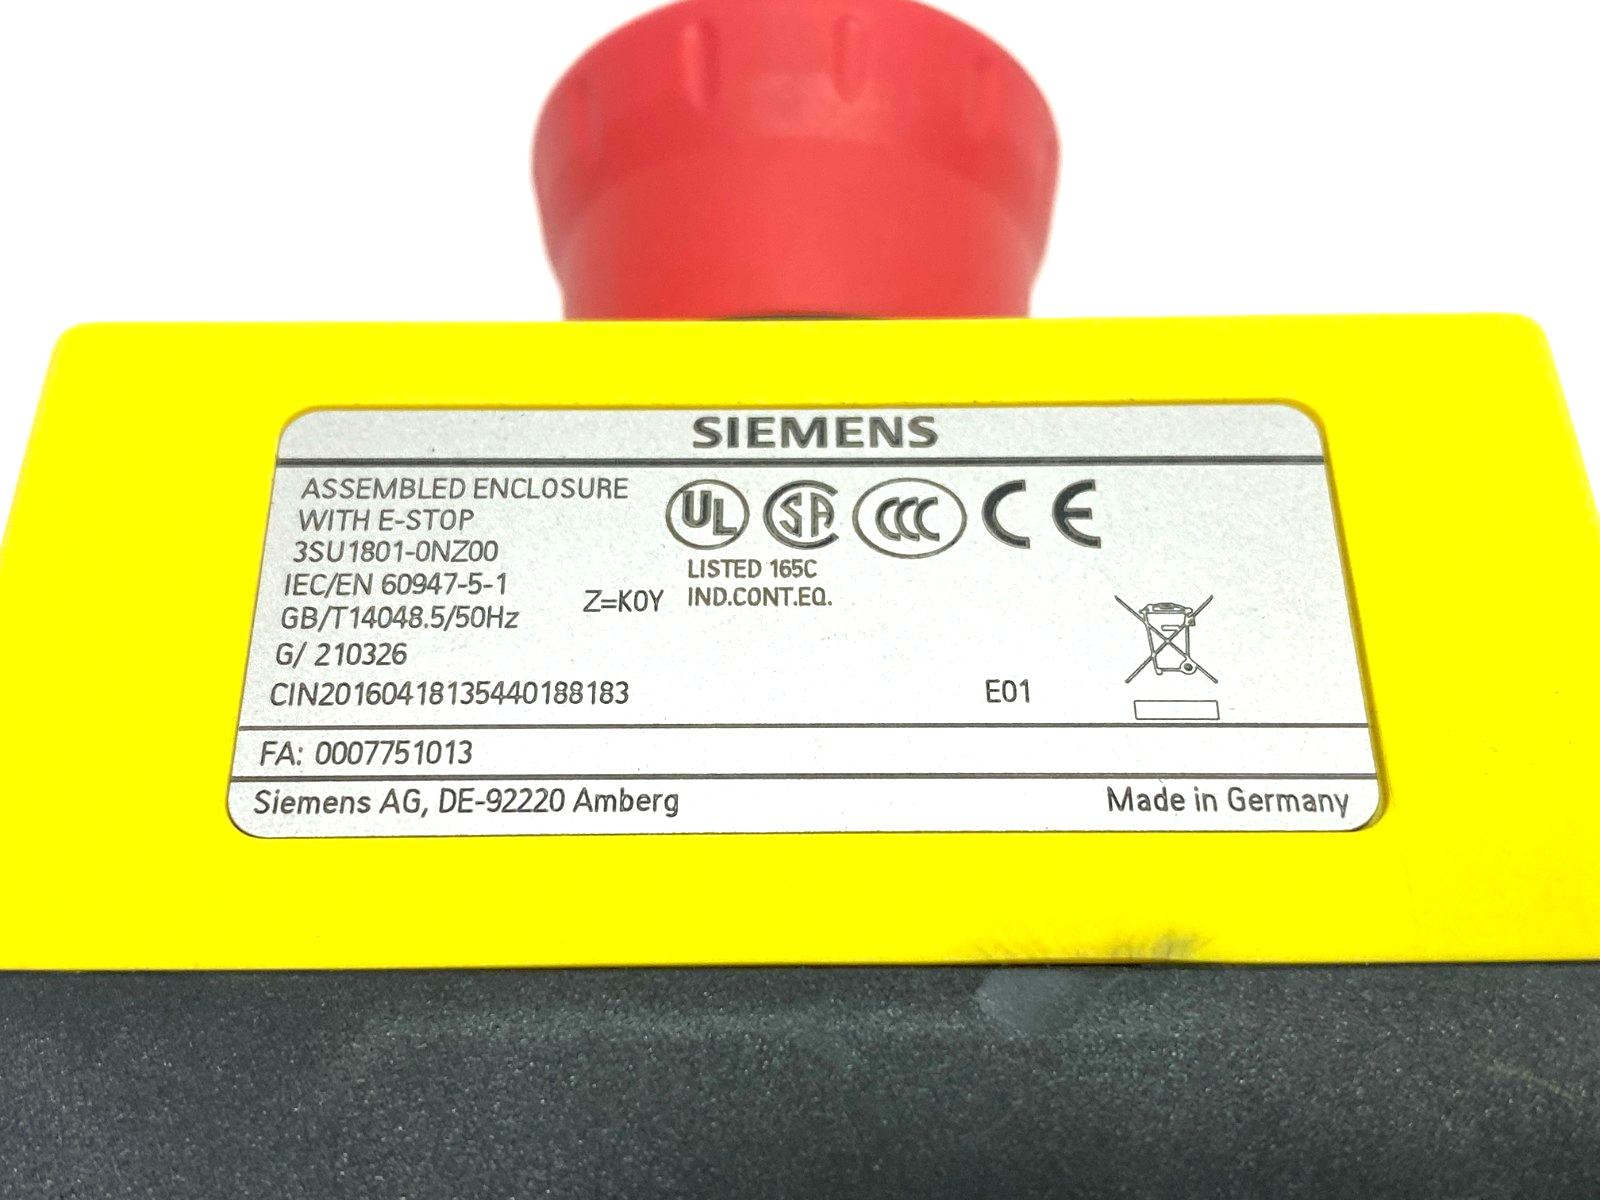 SIEMENS
ASSEMBLED ENCLOSURE
WITH E-STOP
3SU1801-0NZ00
IEC/EN 60947-5-1
GB/T14048.5/50Hz
G/ 210326
CIN20160418135440188183
Z=K0Y
UL SA CCC CE
LISTED 165C
IND.CONT.EQ.
E01
FA: 0007751013
Siemens AG, DE-92220 Amberg
Made in Germany